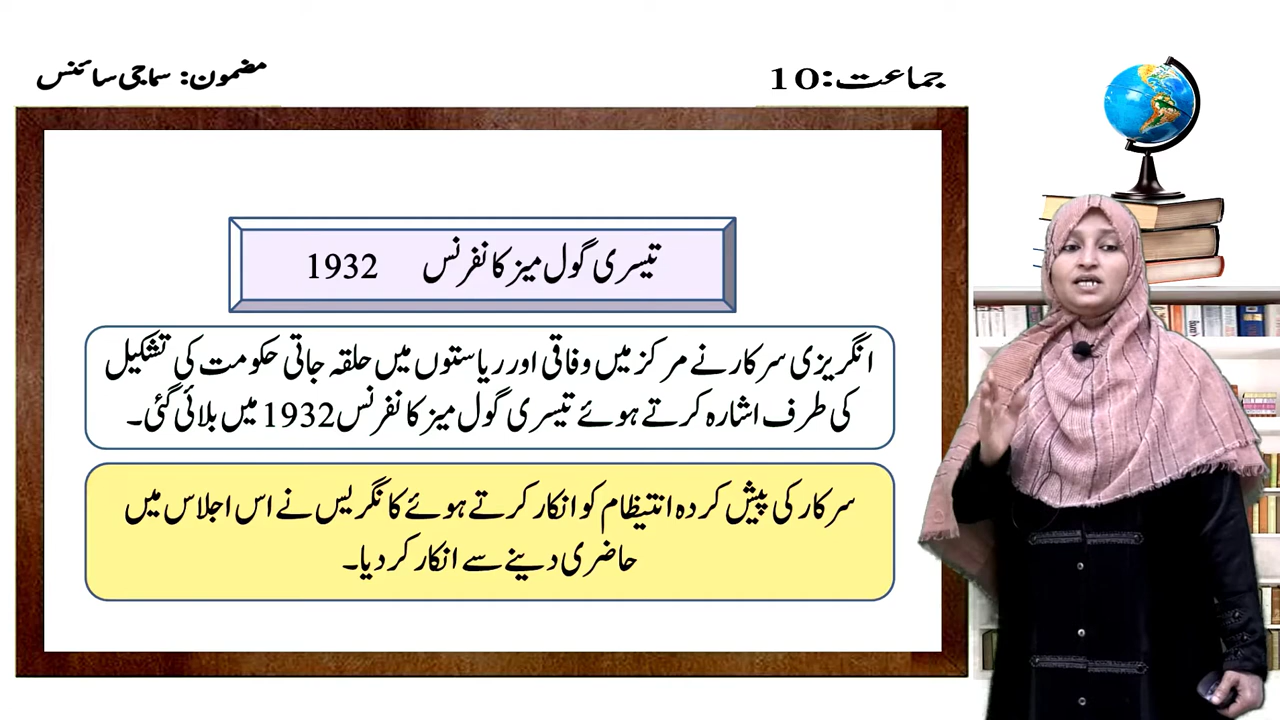 جماعت:10
مضمون: سماجی سائنس
تیسری گول میز کانفرنس 1932
انگریزی سرکار نے مرکز میں وفاقی اور ریاستوں میں حلقہ جاتی حکومت کی تشکیل
کی طرف اشارہ کرتے ہوئے تیسری گول میز کانفرنس 1932 میں بلائی گئی۔
سرکار کی پیش کردہ انتیظام کو انکار کرتے ہوئے کانگریس نے اس اجلاس میں
حاضری دینے سے انکار کر دیا۔